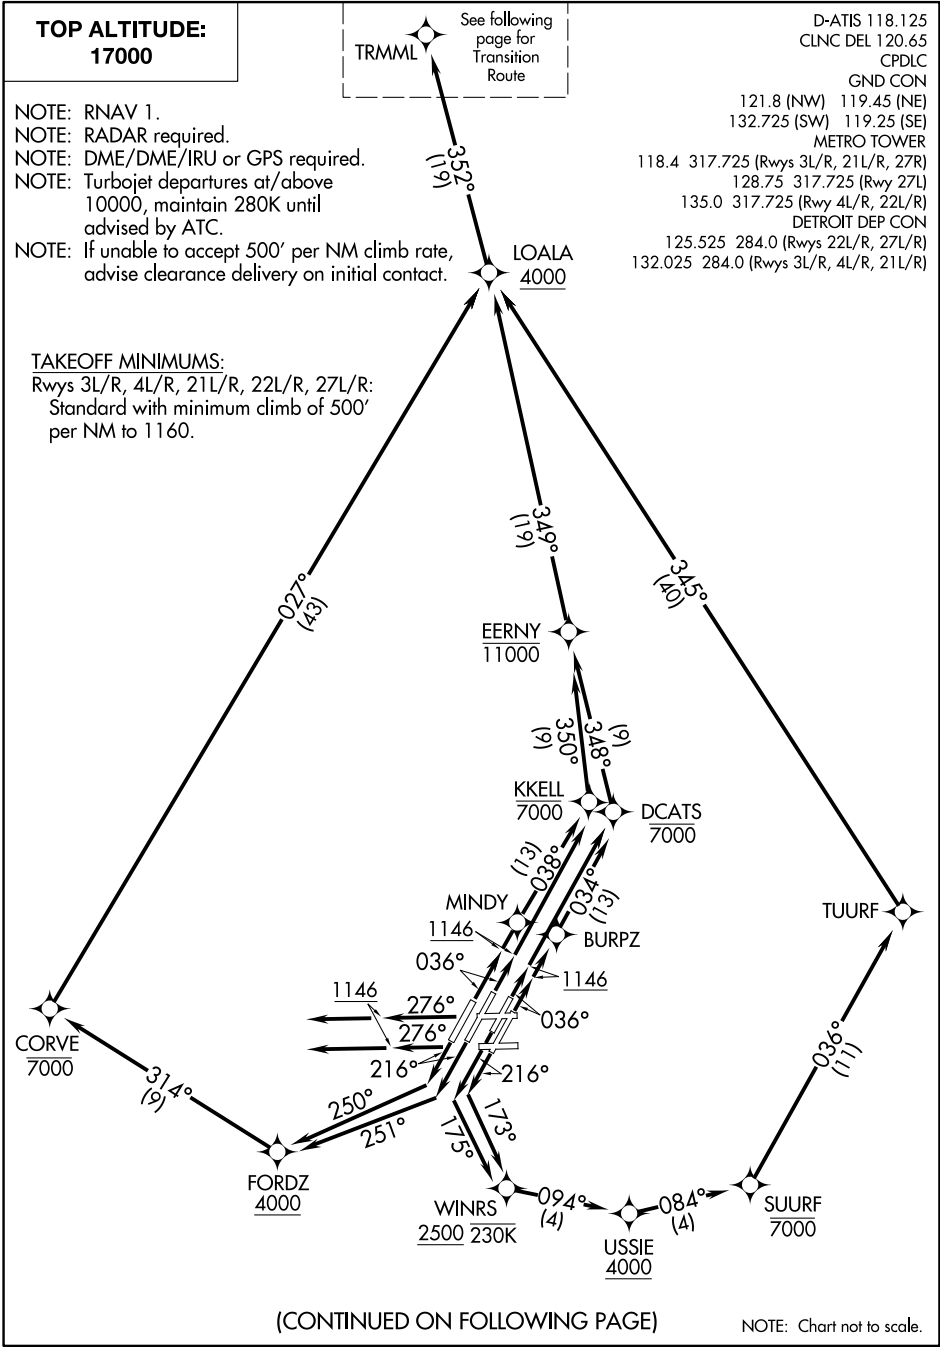 TOP ALTITUDE:
17000
NOTE: RNAV 1.
NOTE: RADAR required.
NOTE: DME/DME/IRU or GPS required.
NOTE: Turbojet departures at/above
10000, maintain 280K until
advised by ATC.
NOTE: If unable to accept 500' per NM climb rate,
advise clearance delivery on initial contact.
TRMML
See following
page for
Transition
Route
D-ATIS 118.125
CLNC DEL 120.65
CPDLC
GND CON
121.8 (NW) 119.45 (NE)
132.725 (SW) 119.25 (SE)
METRO TOWER
118.4 317.725 (Rwys 3L/R, 21L/R, 27R)
128.75 317.725 (Rwy 27L)
135.0 317.725 (Rwy 4L/R, 22L/R)
DETROIT DEP CON
125.525 284.0 (Rwys 22L/R, 27L/R)
132.025 284.0 (Rwys 3L/R, 4L/R, 21L/R)
352°
(19)
LOALA
4000
TAKEOFF MINIMUMS:
Rwys 3L/R, 4L/R, 21L/R, 22L/R, 27L/R:
Standard with minimum climb of 500'
per NM to 1160.
349°
(19)
345°
(40)
027°
(43)
EERNY
11000
350°
(9)
348°
(9)
KKELL
7000
DCATS
7000
038°
(13)
034°
(13)
MINDY
BURPZ
TUURF
1146
036°
1146
036°
1146
276°
276°
216°
216°
CORVE
7000
314°
(9)
250°
251°
175°
173°
FORDZ
4000
WINRS
2500 230K
094°
(4)
USSIE
4000
084°
(4)
SUURF
7000
036°
(11)
(CONTINUED ON FOLLOWING PAGE)
NOTE: Chart not to scale.